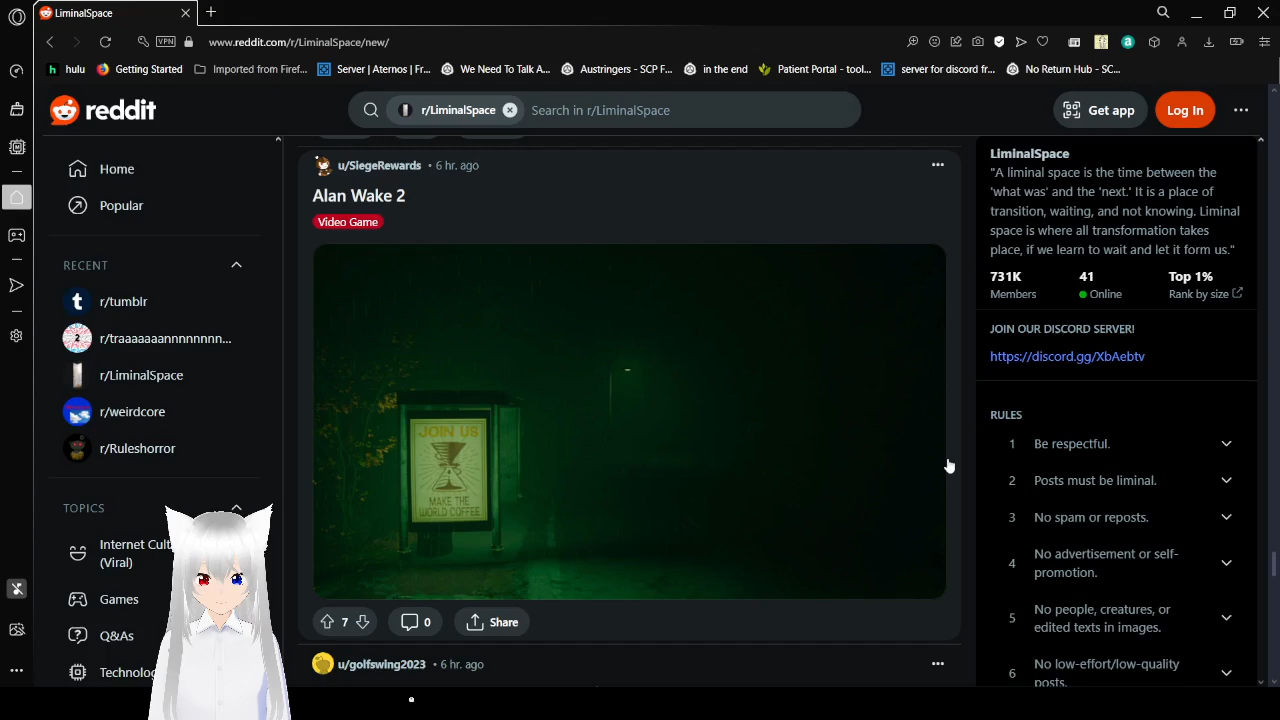 LiminalSpace
VPN
www.reddit.com/r/LiminalSpace/new/
h hulu
Getting Started
Imported from Firef...
Server | Aternos | Fr...
We Need To Talk A...
Austringers - SCP F...
in the end
Patient Portal - tool...
server for discord fr...
No Return Hub - SC...
reddit
r/LiminalSpace
Search in r/LiminalSpace
Get app
Log In
Home
Popular
RECENT
r/tumblr
r/traaaaaaannnnnnnn...
r/LiminalSpace
r/weirdcore
r/Ruleshorror
TOPICS
Internet Cult
(Viral)
Games
Q&As
Technolo
u/SiegeRewards • 6 hr. ago
Alan Wake 2
Video Game
JOIN US
MAKE THE
WORLD COFFEE
7
0
Share
u/golfswing2023 • 6 hr. ago
LiminalSpace
"A liminal space is the time between the
'what was' and the 'next.' It is a place of
transition, waiting, and not knowing. Liminal
space is where all transformation takes
place, if we learn to wait and let it form us."
731K
Members
41
Online
Top 1%
Rank by size
JOIN OUR DISCORD SERVER!
https://discord.gg/XbAebtv
RULES
1 Be respectful.
2 Posts must be liminal.
3 No spam or reposts.
4 No advertisement or self-
promotion.
5 No people, creatures, or
edited texts in images.
6 No low-effort/low-quality
posts.